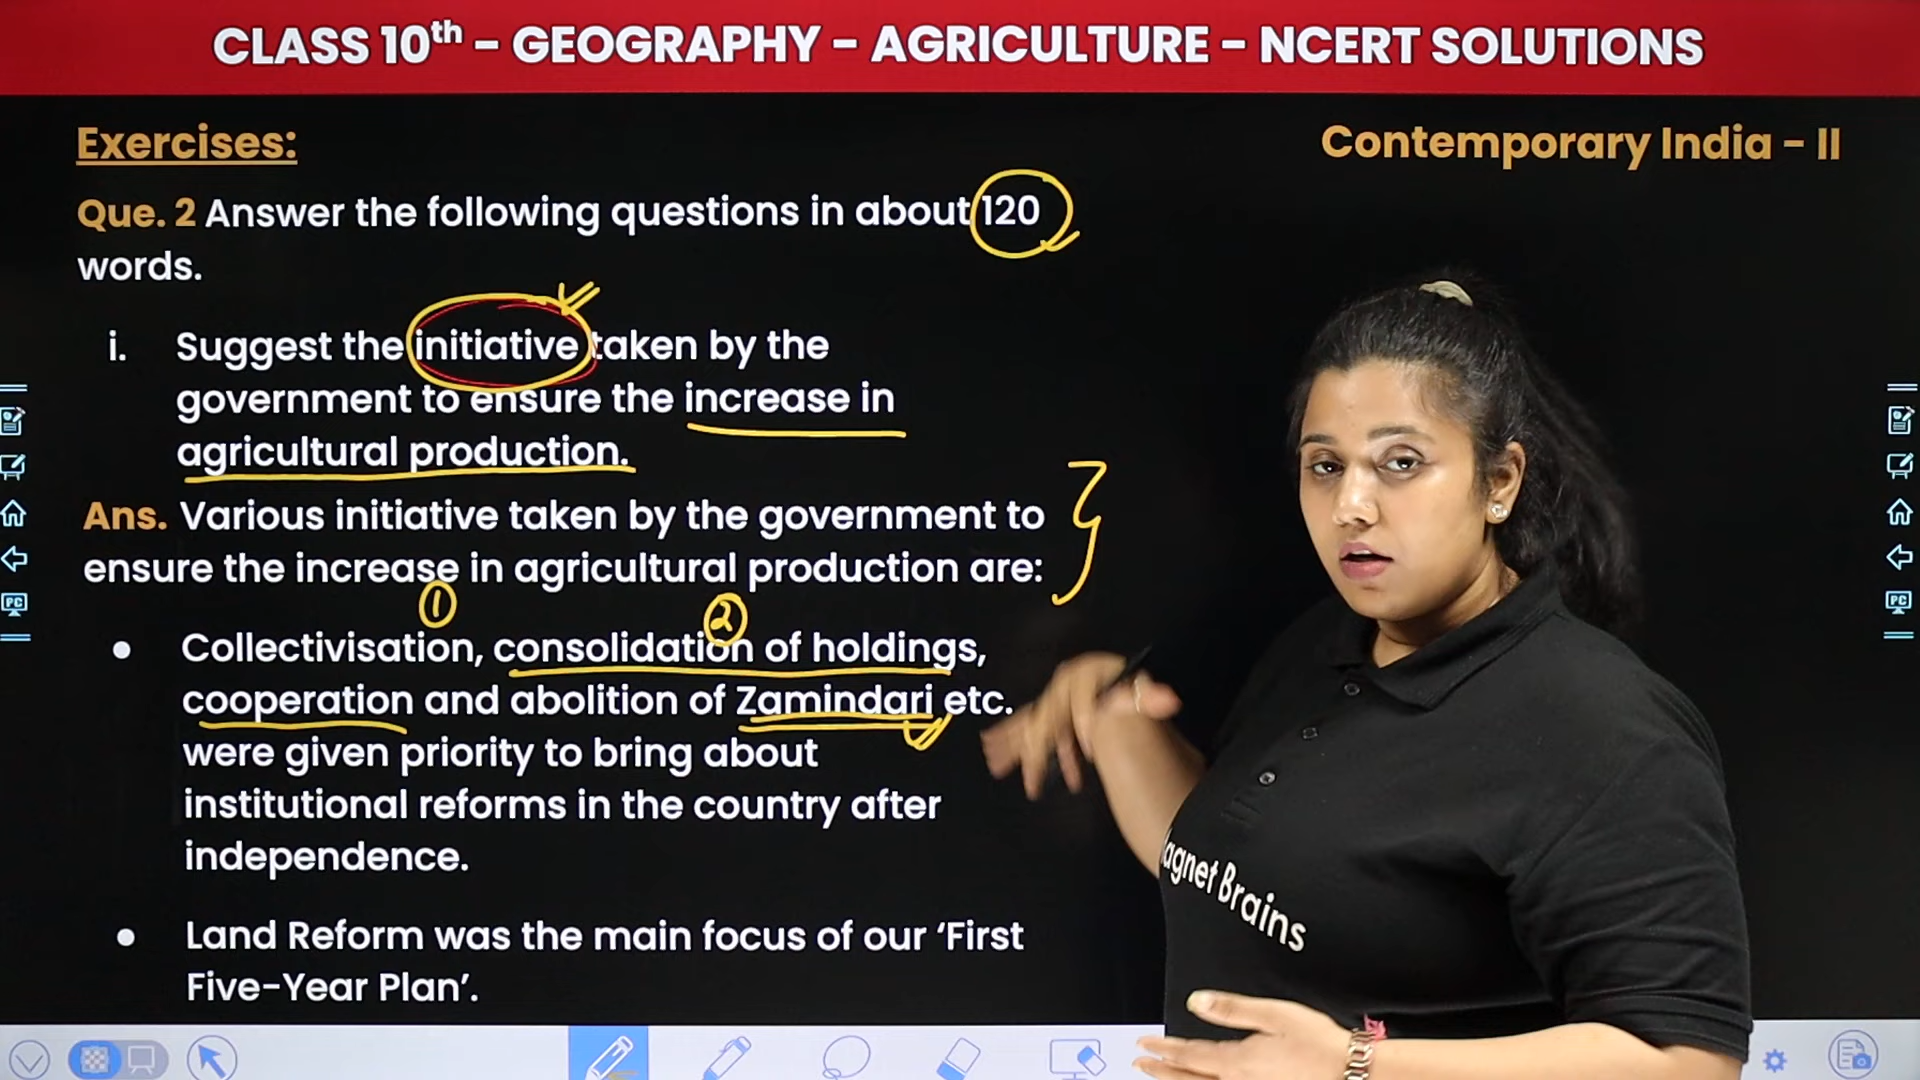 CLASS 10th - GEOGRAPHY - AGRICULTURE - NCERT SOLUTIONS
Exercises:
Contemporary India - II
Que. 2 Answer the following questions in about 120
words.
i. Suggest the initiative taken by the
government to ensure the increase in
agricultural production.
Ans. Various initiative taken by the government to
ensure the increase in agricultural production are:
1 2
• Collectivisation, consolidation of holdings,
cooperation and abolition of Zamindari etc.
were given priority to bring about
institutional reforms in the country after
independence.
• Land Reform was the main focus of our ‘First
Five-Year Plan’.
agnet Brains
PC
PC